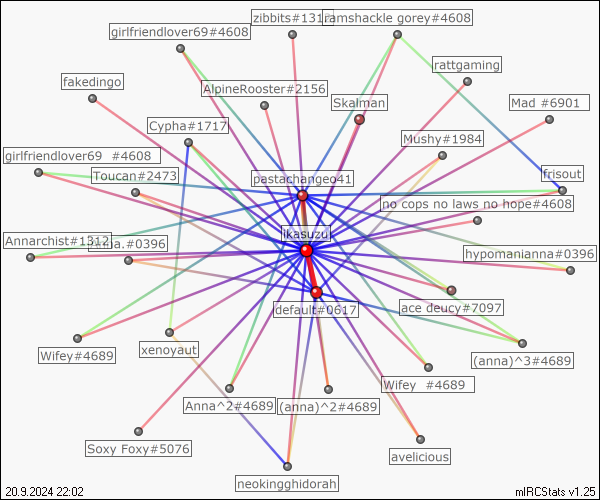 zibbits#1312
ramshackle gorey#4608
girlfriendlover69#4608
rattgaming
fakedingo
AlpineRooster#2156
Skalman
Mad #6901
Cypha#1717
Mushy#1984
girlfriendlover69 #4608
Toucan#2473
pastachangeo41
frisout
no cops no laws no hope#4608
ikasuzuk
Annarchist#1312
#0396
hypomanianna#0396
default#0617
ace deucy#7097
Wifey#4689
xenoyaut
(anna)^3#4689
Wifey #4689
Anna^2#4689
(anna)^2#4689
Soxy Foxy#5076
avelicious
neokingghidorah
20.9.2024 22:02
mIRCStats v1.25